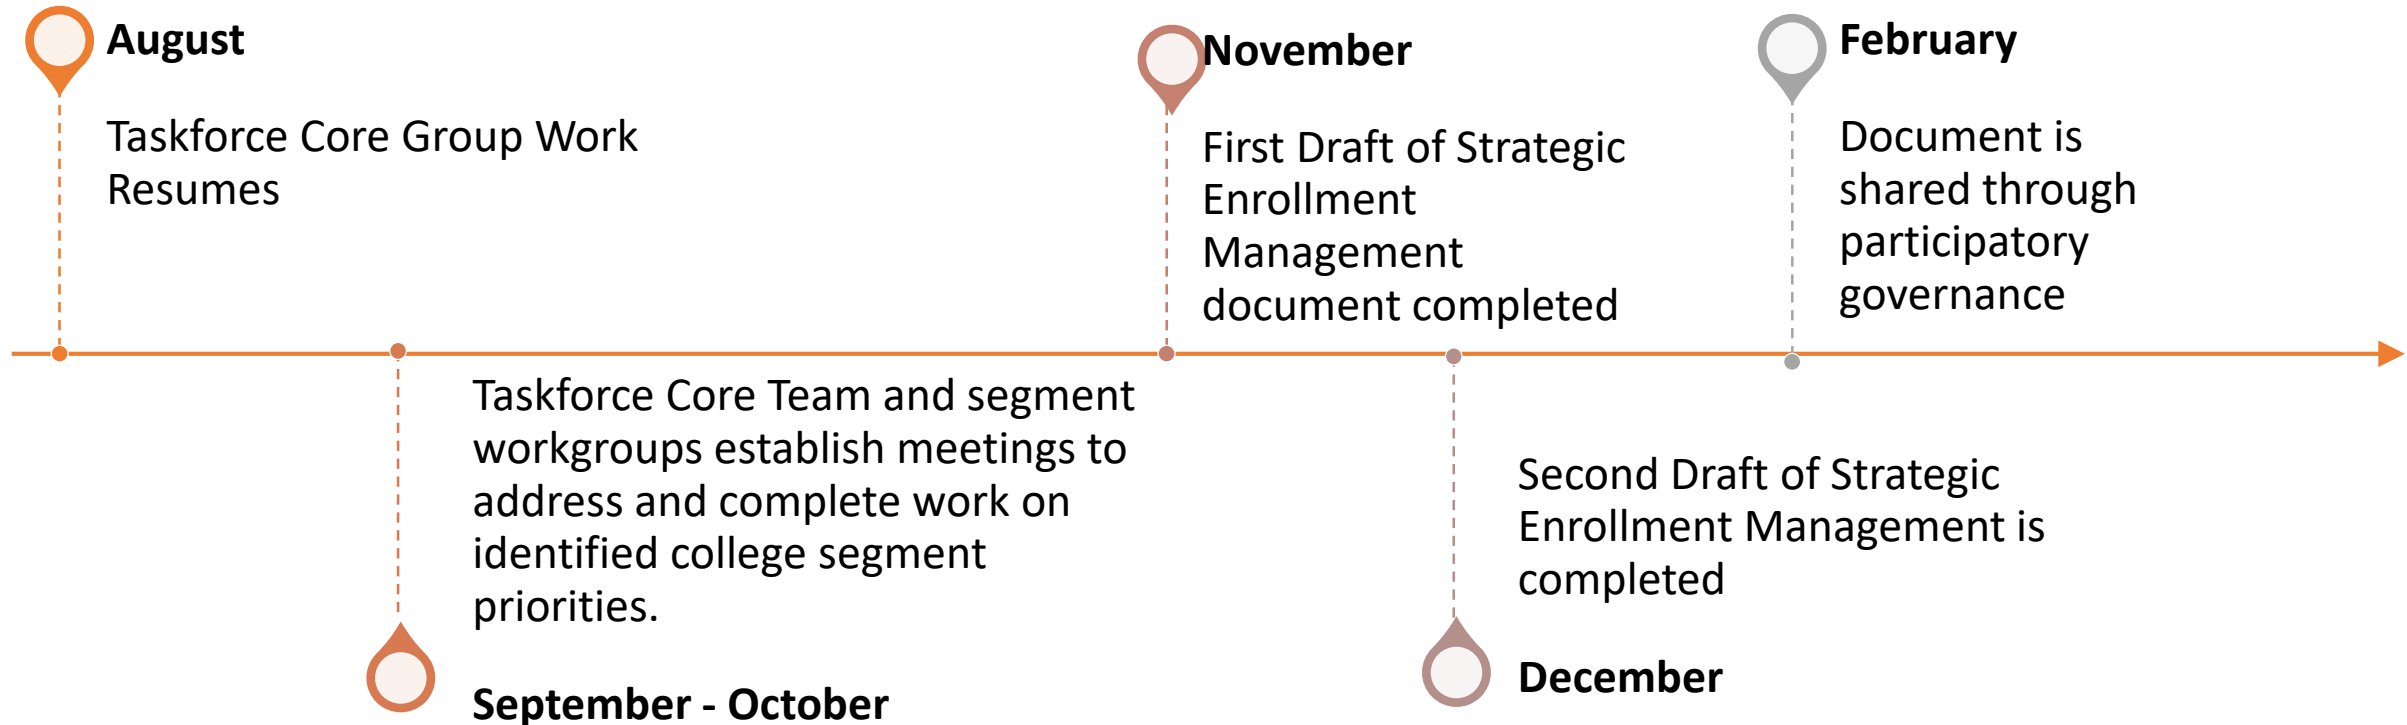 August
Taskforce Core Group Work
Resumes
Taskforce Core Team and segment
workgroups establish meetings to
address and complete work on
identified college segment
priorities.
September - October
November
First Draft of Strategic
Enrollment
Management
document completed
Second Draft of Strategic
Enrollment Management is
completed
December
February
Document is
shared through
participatory
governance